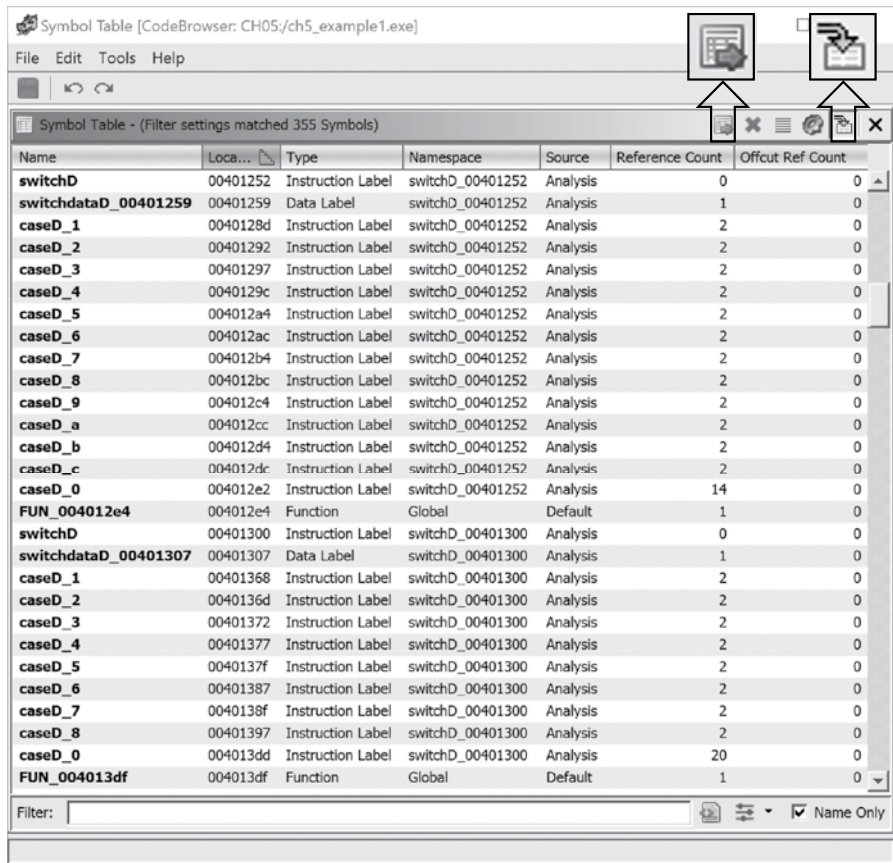 Symbol Table [CodeBrowser: CH05:/ch5_example1.exe]
File Edit Tools Help
Symbol Table - (Filter settings matched 355 Symbols)
Name Loca... Type Namespace Source Reference Count Offcut Ref Count
switchD 00401252 Instruction Label switchD_00401252 Analysis 0 0
switchdataD_00401259 00401259 Data Label switchD_00401252 Analysis 1 0
caseD_1 0040128d Instruction Label switchD_00401252 Analysis 2 0
caseD_2 00401292 Instruction Label switchD_00401252 Analysis 2 0
caseD_3 00401297 Instruction Label switchD_00401252 Analysis 2 0
caseD_4 0040129c Instruction Label switchD_00401252 Analysis 2 0
caseD_5 004012a4 Instruction Label switchD_00401252 Analysis 2 0
caseD_6 004012ac Instruction Label switchD_00401252 Analysis 2 0
caseD_7 004012b4 Instruction Label switchD_00401252 Analysis 2 0
caseD_8 004012bc Instruction Label switchD_00401252 Analysis 2 0
caseD_9 004012c4 Instruction Label switchD_00401252 Analysis 2 0
caseD_a 004012cc Instruction Label switchD_00401252 Analysis 2 0
caseD_b 004012d4 Instruction Label switchD_00401252 Analysis 2 0
caseD_c 004012dc Instruction Label switchD_00401252 Analysis 2 0
caseD_0 004012e2 Instruction Label switchD_00401252 Analysis 14 0
FUN_004012e4 004012e4 Function Global Default 1 0
switchD 00401300 Instruction Label switchD_00401300 Analysis 0 0
switchdataD_00401307 00401307 Data Label switchD_00401300 Analysis 1 0
caseD_1 00401368 Instruction Label switchD_00401300 Analysis 2 0
caseD_2 0040136d Instruction Label switchD_00401300 Analysis 2 0
caseD_3 00401372 Instruction Label switchD_00401300 Analysis 2 0
caseD_4 00401377 Instruction Label switchD_00401300 Analysis 2 0
caseD_5 0040137f Instruction Label switchD_00401300 Analysis 2 0
caseD_6 00401387 Instruction Label switchD_00401300 Analysis 2 0
caseD_7 0040138f Instruction Label switchD_00401300 Analysis 2 0
caseD_8 00401397 Instruction Label switchD_00401300 Analysis 2 0
caseD_0 004013dd Instruction Label switchD_00401300 Analysis 20 0
FUN_004013df 004013df Function Global Default 1 0
Filter: Name Only